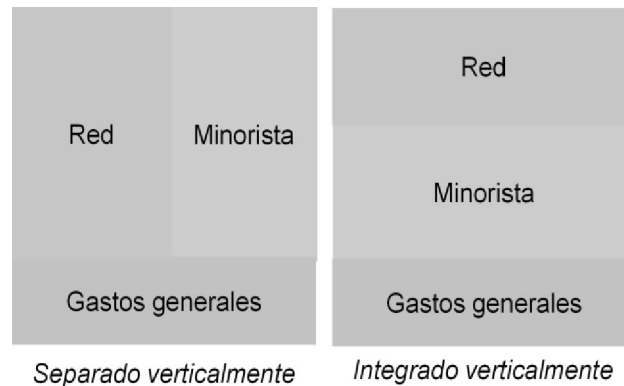 Red
Minorista
Gastos generales
Separado verticalmente
Red
Minorista
Gastos generales
Integrado verticalmente